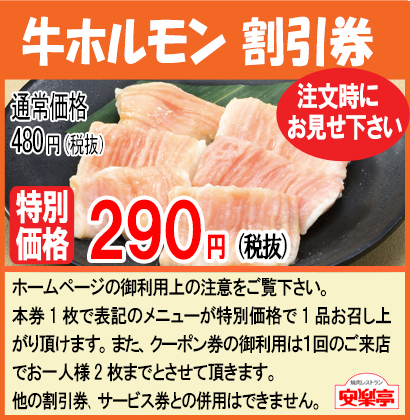 牛ホルモン 割引券
注文時に
お見せ下さい
通常価格
480円(税抜)
特別
価格
290円(税抜)
ホームページの御利用上の注意をご覧下さい。
本券1枚で表記のメニューが特別価格で1品お召し上
がり頂けます。また、クーポン券の御利用は1回のご来店
でお一人様2枚までとさせて頂きます。
他の割引券、サービス券との併用はできません。
焼肉レストラン
安楽亭